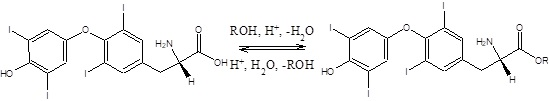 I
O
I
H₂N
O
OH
H
I
HO
I
ROH, H⁺, -H₂O
H⁺, H₂O, -ROH
I
O
I
H₂N
O
OR
H
I
HO
I